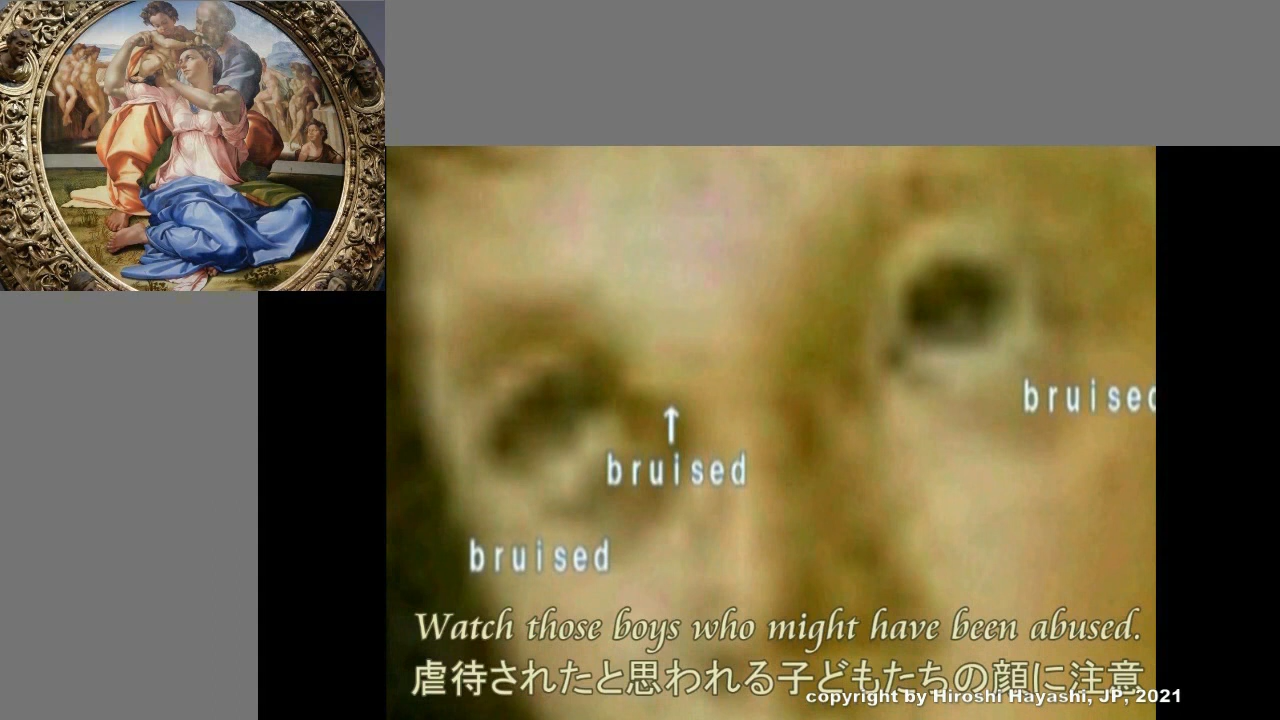 bruised
bruised
bruised
Watch those boys who might have been abused.
虐待されたと思われる子どもたちの顔に注意
copyright by Hiroshi Hayashi, JP, 2021